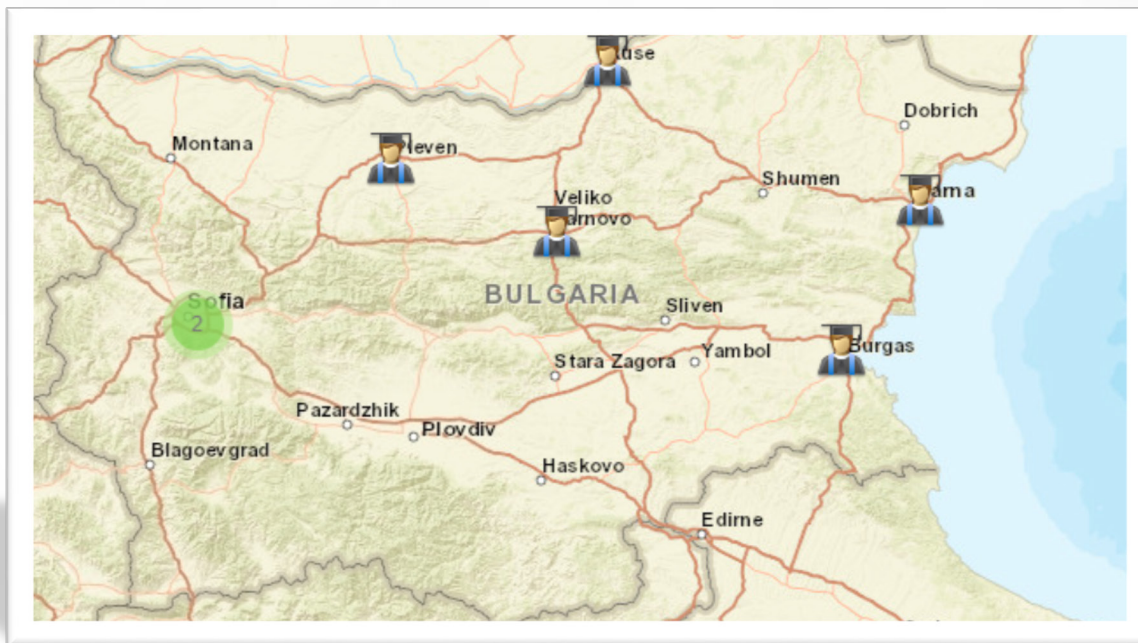 Dobrich
Montana
Shumen
Veliko
Sofia
2
BULGARIA
Sliven
Burgas
Yambol
Stara Zagora
Pazardzhik
Plovdiv
Blagoevgrad
Haskovo
Edirne